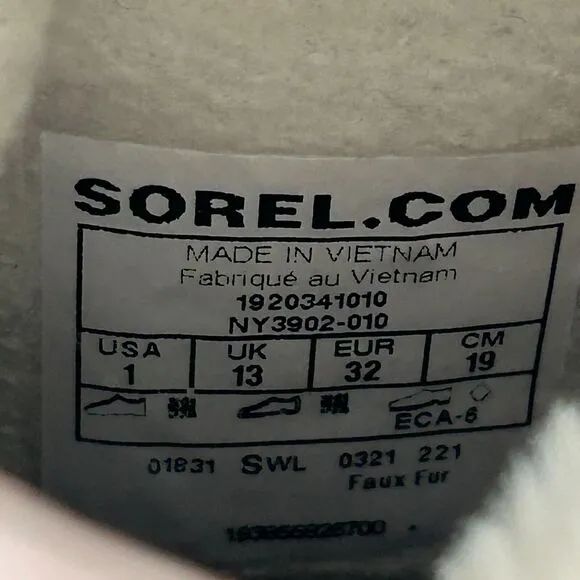 SOREL.COM
MADE IN VIETNAM
Fabriqué au Vietnam
1920341010
NY3902-010
USA UK EUR CM
1 13 32 19
ECA-6
01831 SWL 0321 221
Faux Fur